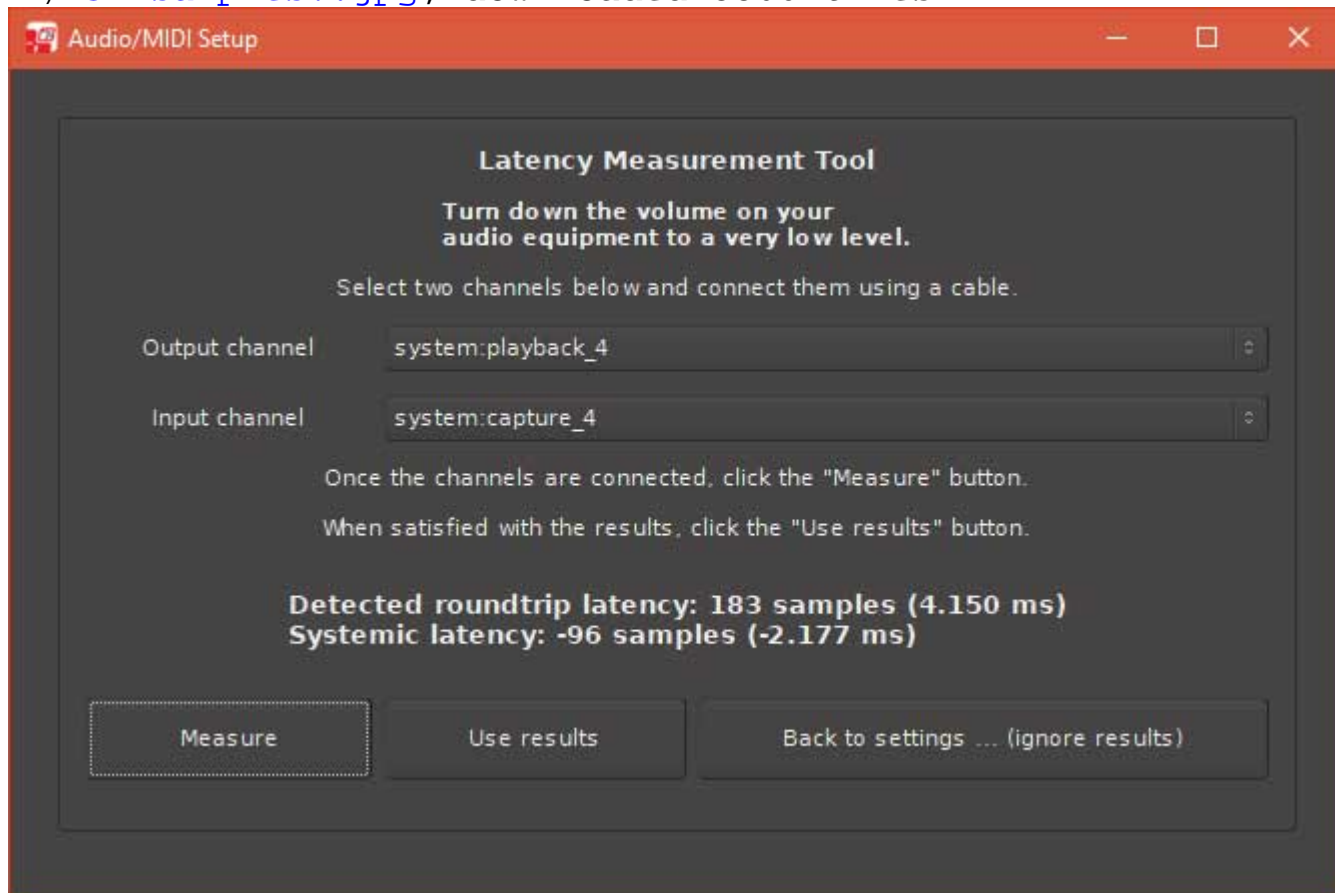 Audio/MIDI Setup
Latency Measurement Tool
Turn down the volume on your
audio equipment to a very low level.
Select two channels below and connect them using a cable.
Output channel system:playback_4
Input channel system:capture_4
Once the channels are connected, click the "Measure" button.
When satisfied with the results, click the "Use results" button.
Detected roundtrip latency: 183 samples (4.150 ms)
Systemic latency: -96 samples (-2.177 ms)
Measure Use results Back to settings ... (ignore results)